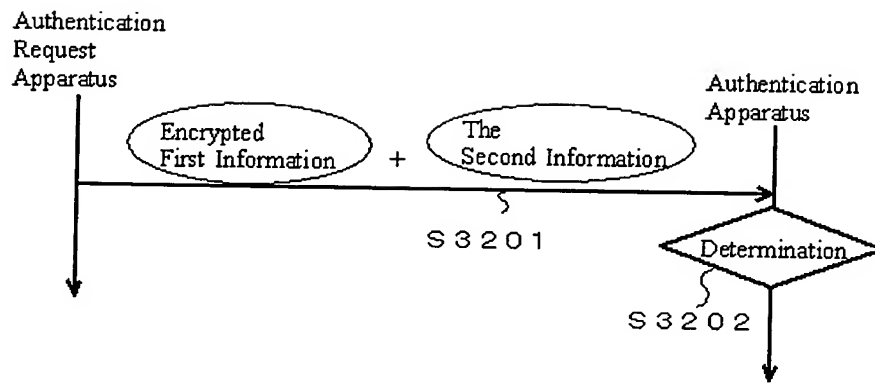 Authentication
Request
Apparatus
Authentication
Apparatus
Encrypted
First Information
+
The
Second Information
S3201
Determination
S3202